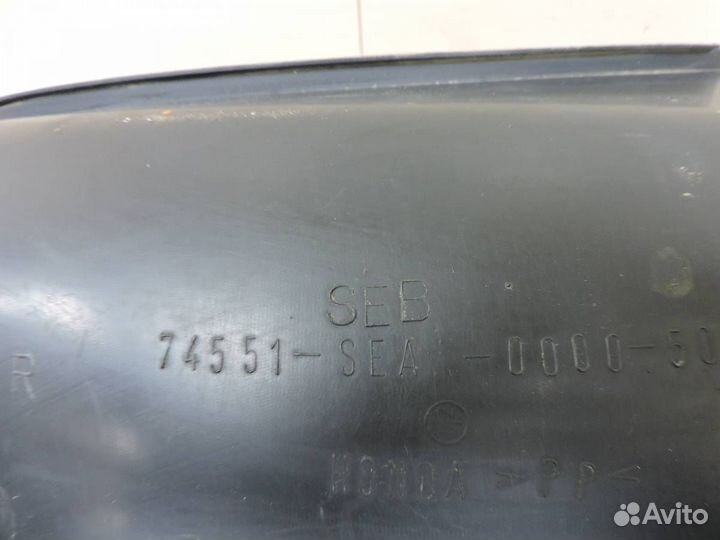 SEB
74551-SEA -0000-50
R
HONDA >PP<
Avito